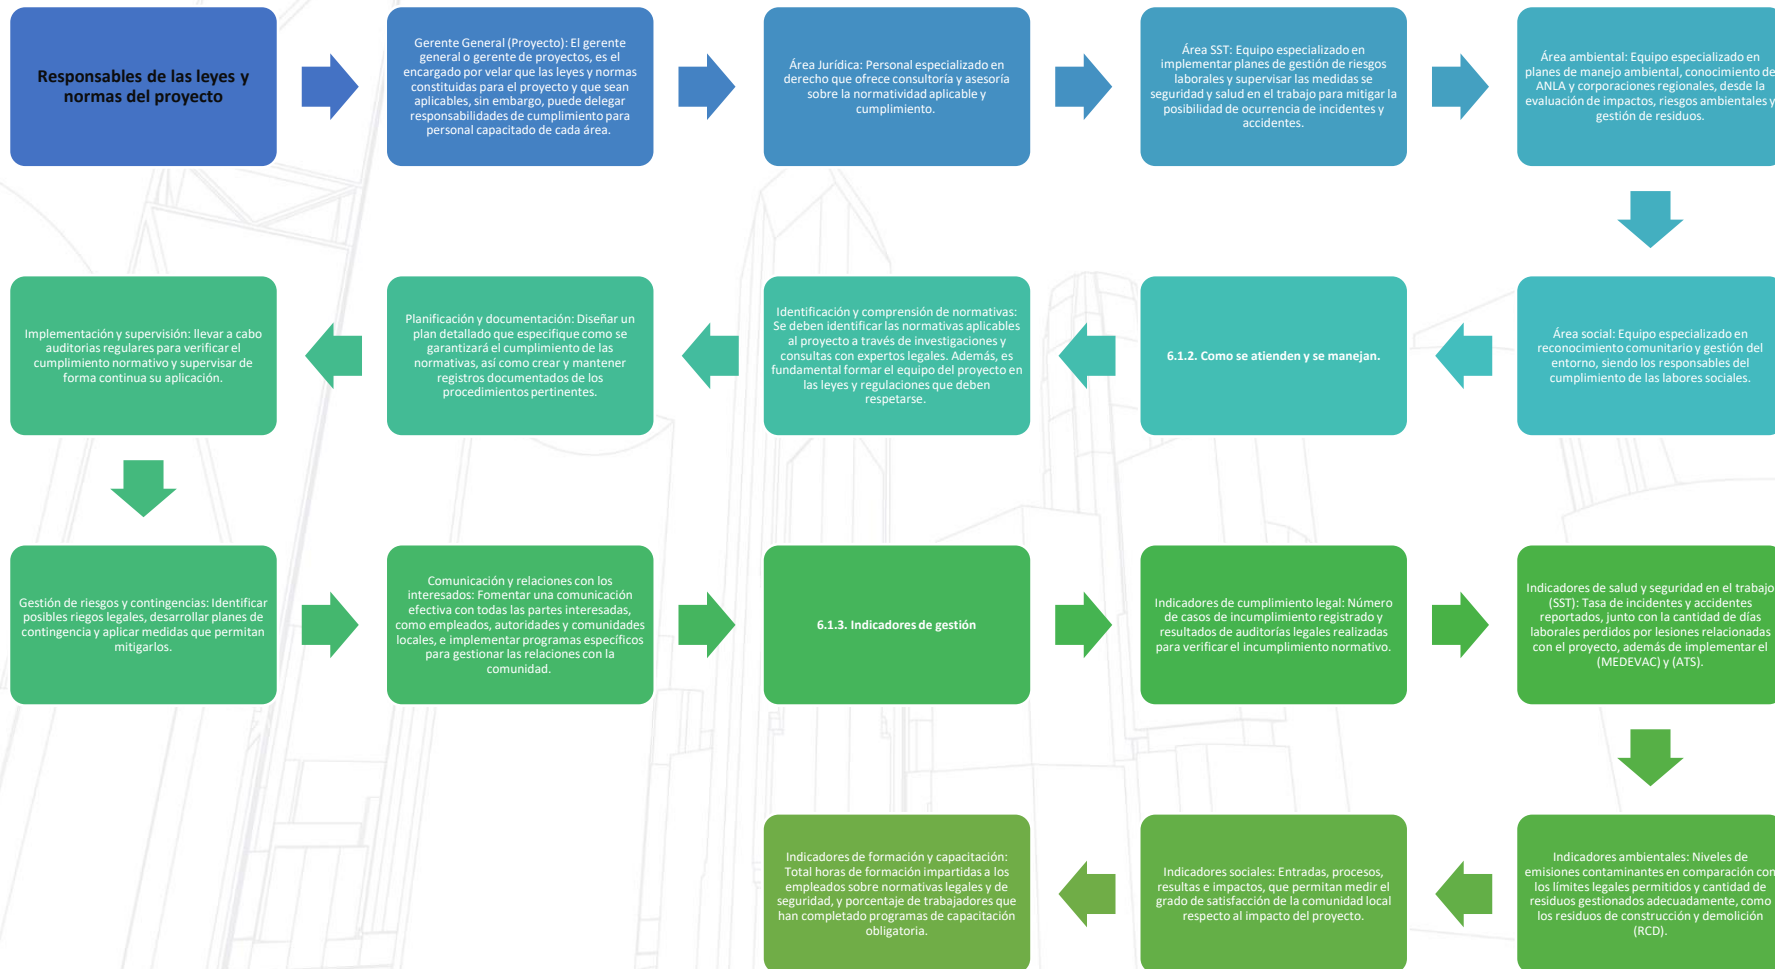 Responsables de las leyes y
normas del proyecto
Gerente General (Proyecto): El gerente
general o gerente de proyectos, es el
encargado por velar que las leyes y normas
constituidas para el proyecto y que sean
aplicables, sin embargo, puede delegar
responsabilidades de cumplimiento para
personal capacitado de cada área.
Área Jurídica: Personal especializado en
derecho que ofrece consultoría y asesoría
sobre la normatividad aplicable y
cumplimiento.
Área SST: Equipo especializado en
implementar planes de gestión de riesgos
laborales y supervisar las medidas se
seguridad y salud en el trabajo para mitigar la
posibilidad de ocurrencia de incidentes y
accidentes.
Área ambiental: Equipo especializado en
planes de manejo ambiental, conocimiento de
ANLA y corporaciones regionales, desde la
evaluación de impactos, riesgos ambientales y
gestión de residuos.
Área social: Equipo especializado en
reconocimiento comunitario y gestión del
entorno, siendo los responsables del
cumplimiento de las labores sociales.
6.1.2. Como se atienden y se manejan.
Identificación y comprensión de normativas:
Se deben identificar las normativas aplicables
al proyecto a través de investigaciones y
consultas con expertos legales. Además, es
fundamental formar el equipo del proyecto en
las leyes y regulaciones que deben
respetarse.
Planificación y documentación: Diseñar un
plan detallado que especifique como se
garantizará el cumplimiento de las
normativas, así como crear y mantener
registros documentados de los
procedimientos pertinentes.
Implementación y supervisión: llevar a cabo
auditorias regulares para verificar el
cumplimiento normativo y supervisar de
forma continua su aplicación.
Gestión de riesgos y contingencias: Identificar
posibles riegos legales, desarrollar planes de
contingencia y aplicar medidas que permitan
mitigarlos.
Comunicación y relaciones con los
interesados: Fomentar una comunicación
efectiva con todas las partes interesadas,
como empleados, autoridades y comunidades
locales, e implementar programas específicos
para gestionar las relaciones con la
comunidad.
6.1.3. Indicadores de gestión
Indicadores de cumplimiento legal: Número
de casos de incumplimiento registrado y
resultados de auditorías legales realizadas
para verificar el incumplimiento normativo.
Indicadores de salud y seguridad en el trabajo
(SST): Tasa de incidentes y accidentes
reportados, junto con la cantidad de días
laborales perdidos por lesiones relacionadas
con el proyecto, además de implementar el
(MEDEVAC) y (ATS).
Indicadores ambientales: Niveles de
emisiones contaminantes en comparación con
los límites legales permitidos y cantidad de
residuos gestionados adecuadamente, como
los residuos de construcción y demolición
(RCD).
Indicadores sociales: Entradas, procesos,
resultas e impactos, que permitan medir el
grado de satisfacción de la comunidad local
respecto al impacto del proyecto.
Indicadores de formación y capacitación:
Total horas de formación impartidas a los
empleados sobre normativas legales y de
seguridad, y porcentaje de trabajadores que
han completado programas de capacitación
obligatoria.